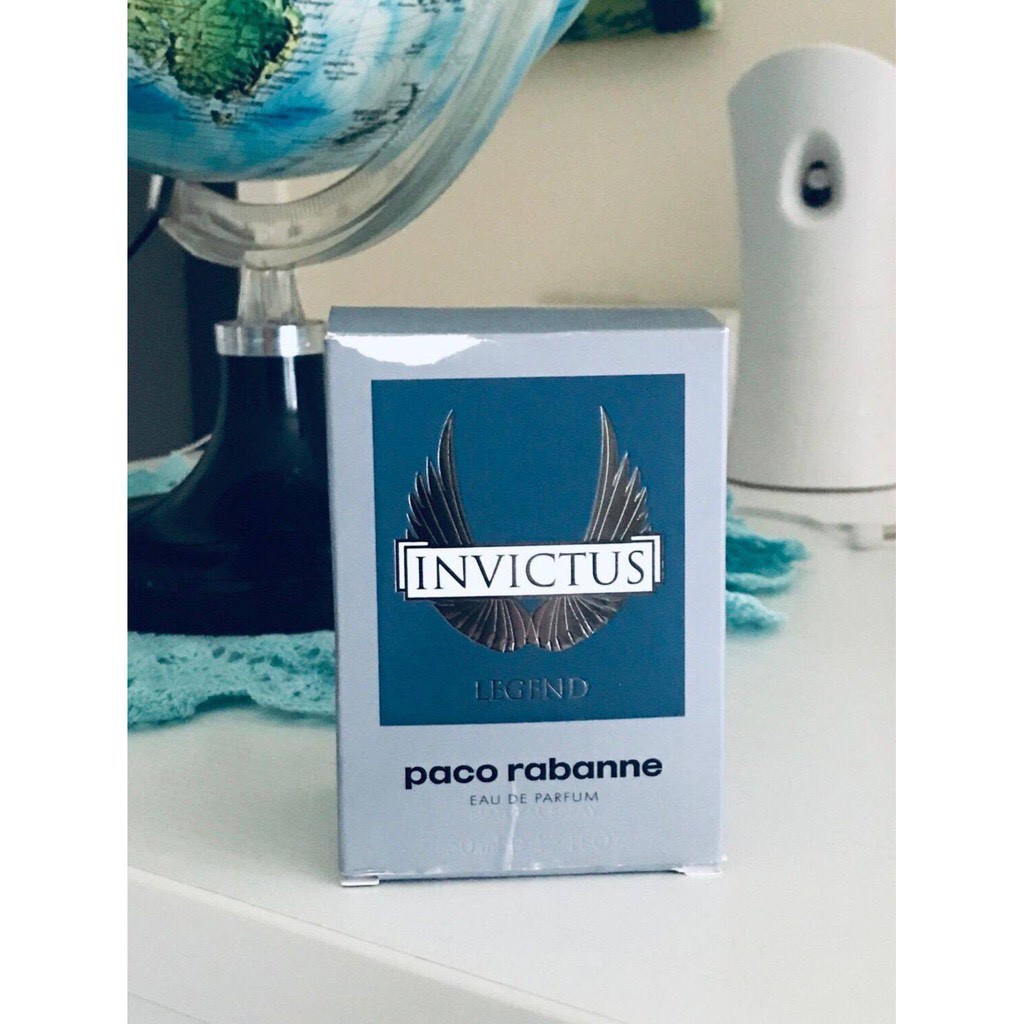 INVICTUS
LEGEND
paco rabanne
EAU DE PARFUM